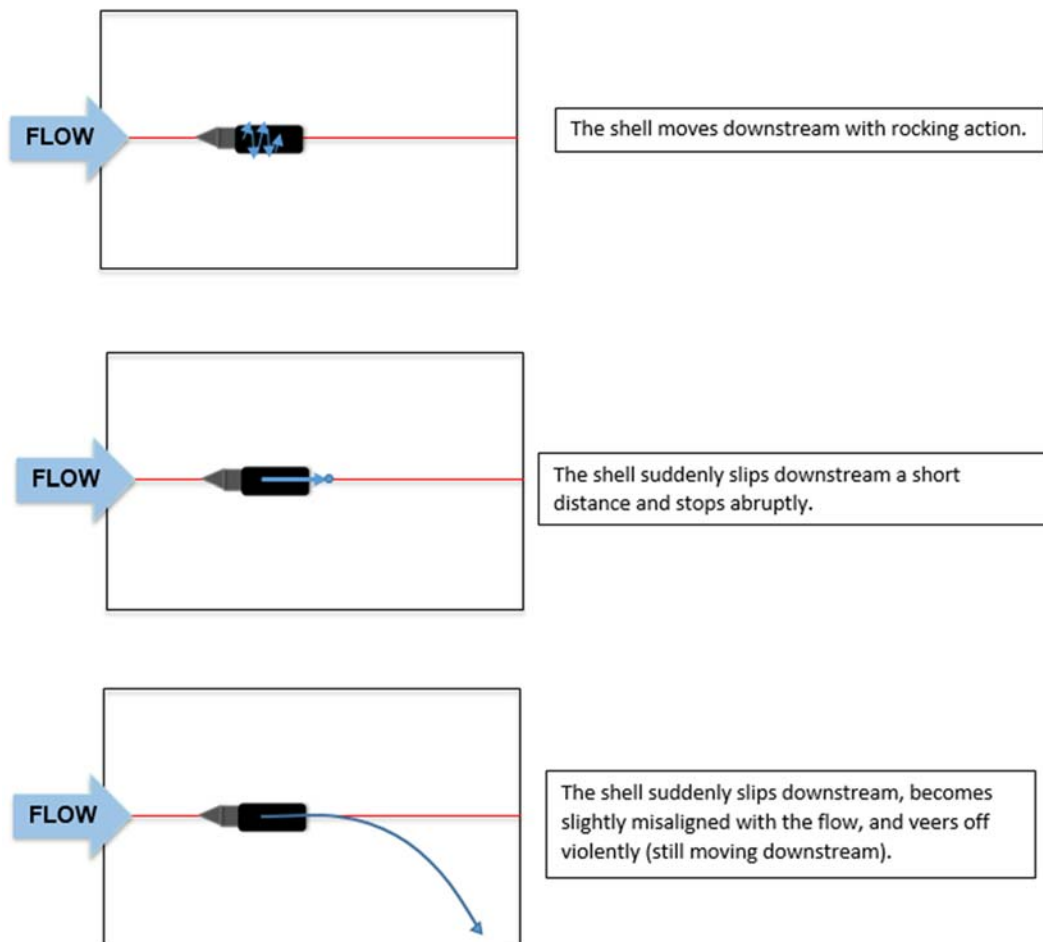 FLOW
The shell moves downstream with rocking action.
FLOW
The shell suddenly slips downstream a short
distance and stops abruptly.
FLOW
The shell suddenly slips downstream, becomes
slightly misaligned with the flow, and veers off
violently (still moving downstream).